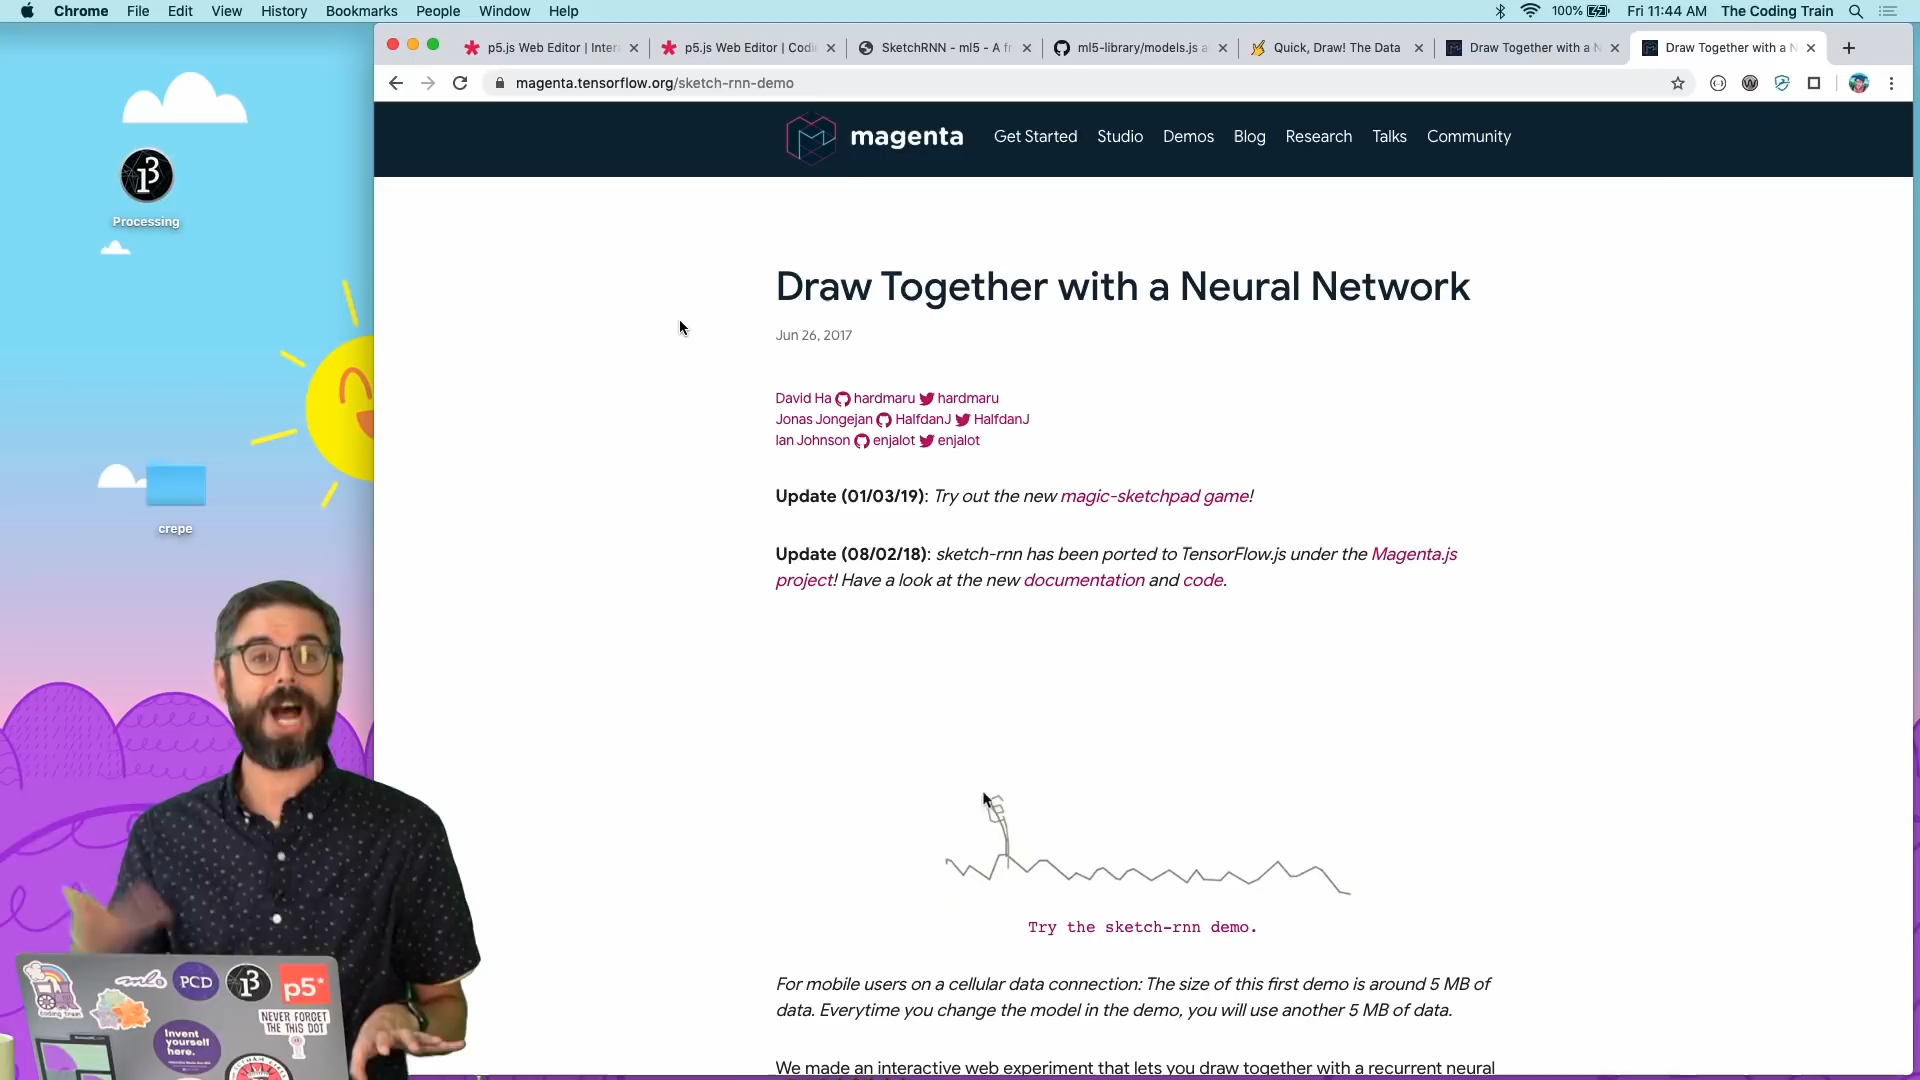 Chrome File Edit View History Bookmarks People Window Help
100% Fri 11:44 AM The Coding Train
p5.js Web Editor | Inter
p5.js Web Editor | Codi
SketchRNN - ml5 - A fr
ml5-library/models.js a
Quick, Draw! The Data
Draw Together with a N
Draw Together with a N
magenta.tensorflow.org/sketch-rnn-demo
magenta Get Started Studio Demos Blog Research Talks Community
Processing
Draw Together with a Neural Network
Jun 26, 2017
David Ha hardmaru hardmaru
Jonas Jongejan HalfdanJ HalfdanJ
Ian Johnson enjalot enjalot
Update (01/03/19): Try out the new magic-sketchpad game!
crepe
Update (08/02/18): sketch-rnn has been ported to TensorFlow.js under the Magenta.js
project! Have a look at the new documentation and code.
Try the sketch-rnn demo.
For mobile users on a cellular data connection: The size of this first demo is around 5 MB of
data. Everytime you change the model in the demo, you will use another 5 MB of data.
We made an interactive web experiment that lets you draw together with a recurrent neural
coding train
PCD
p5*
NEVER FORGET
THE THIS DOT
Invent
yourself
here.